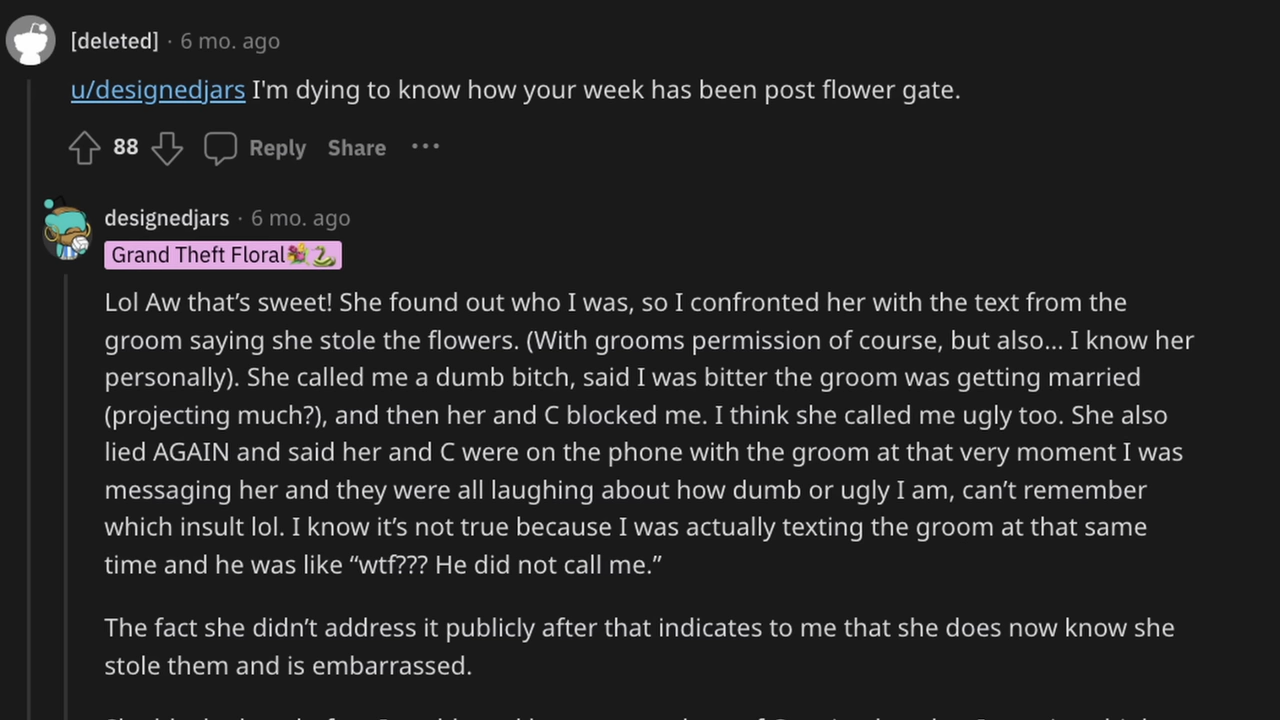 [deleted] · 6 mo. ago
u/designedjars I'm dying to know how your week has been post flower gate.
88 Reply Share ···
designedjars · 6 mo. ago
Grand Theft Floral💐🐍
Lol Aw that’s sweet! She found out who I was, so I confronted her with the text from the
groom saying she stole the flowers. (With grooms permission of course, but also... I know her
personally). She called me a dumb bitch, said I was bitter the groom was getting married
(projecting much?), and then her and C blocked me. I think she called me ugly too. She also
lied AGAIN and said her and C were on the phone with the groom at that very moment I was
messaging her and they were all laughing about how dumb or ugly I am, can’t remember
which insult lol. I know it’s not true because I was actually texting the groom at that same
time and he was like “wtf??? He did not call me.”
The fact she didn’t address it publicly after that indicates to me that she does now know she
stole them and is embarrassed.